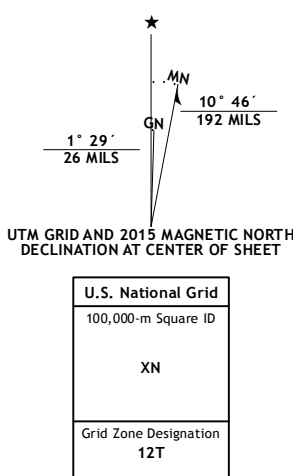 ★
MN
GN
10° 46´
192 MILS
1° 29´
26 MILS
UTM GRID AND 2015 MAGNETIC NORTH
DECLINATION AT CENTER OF SHEET
U.S. National Grid
100,000-m Square ID
XN
Grid Zone Designation
12T